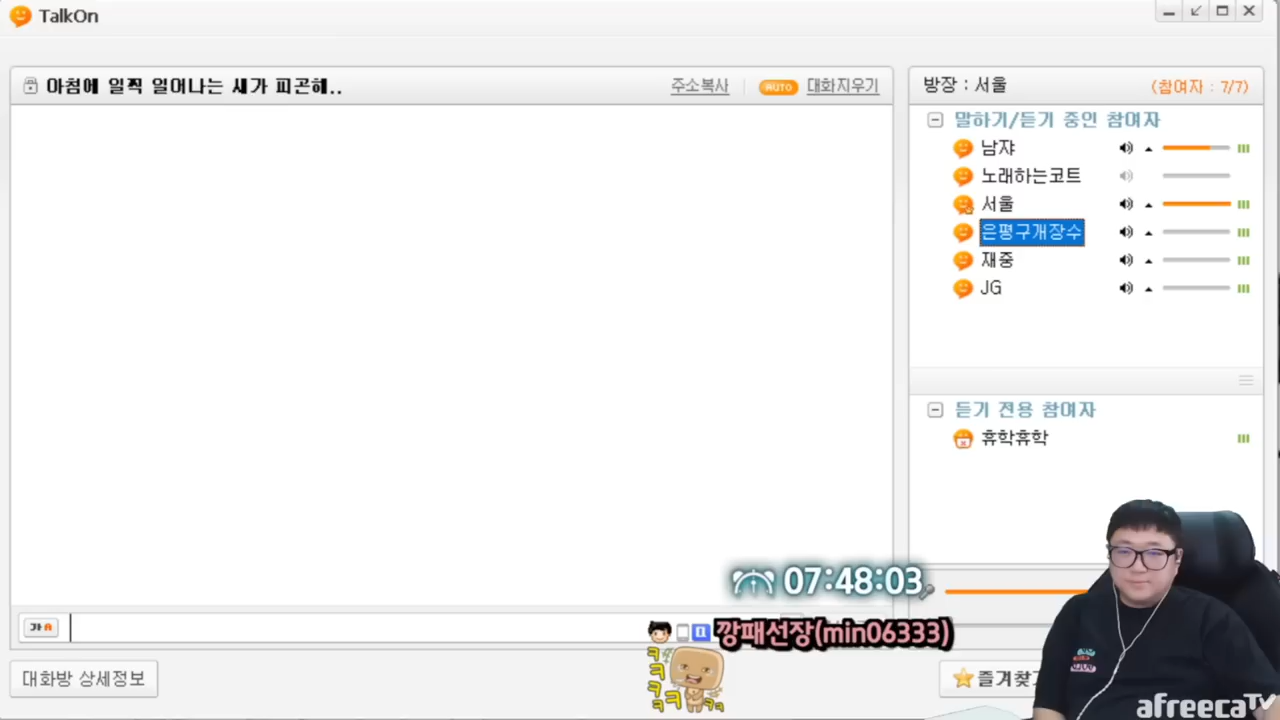 TalkOn
아침에 일찍 일어나는 새가 피곤해..
주소복사
AUTO
대화지우기
방장 : 서울
(참여자 : 7/7)
말하기/듣기 중인 참여자
남쟈
노래하는코트
서울
은평구개장수
재중
JG
듣기 전용 참여자
휴학휴학
07:48:03
가
깡패선장(min06333)
ㅋㅋㅋㅋㅋㅋㅋ
대화방 상세정보
즐겨찾
afreecaTV